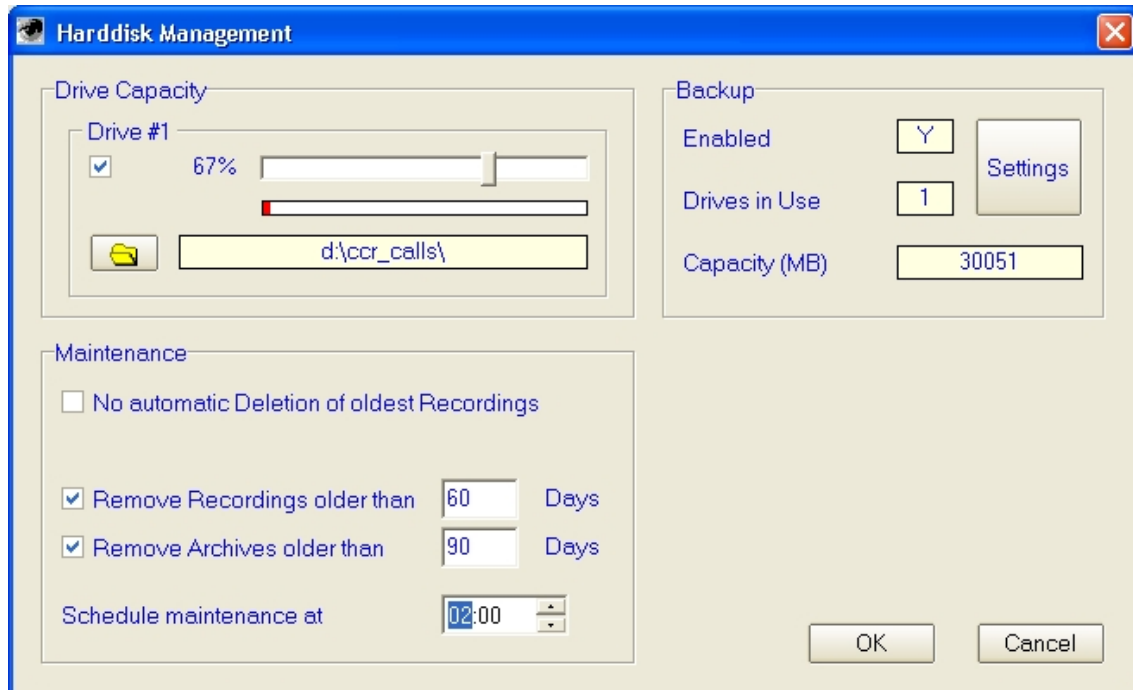 Harddisk Management
Drive Capacity
Drive #1
67%
d:\ccr_calls\
Backup
Enabled Y
Settings
Drives in Use 1
Capacity (MB) 30051
Maintenance
No automatic Deletion of oldest Recordings
Remove Recordings older than 60 Days
Remove Archives older than 90 Days
Schedule maintenance at 02:00
OK Cancel